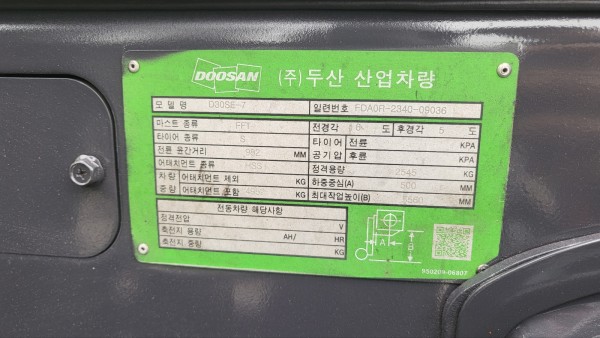 DOOSAN (주)두산 산업차량
모 델 명 D30SE-7 일련번호 FDA0R-2340-09036
마스트 종류 FFT 전경각 6 도 후경각 5 도
타이어 종류 S 타이어 전륜 KPA
전륜 윤간거리 982 MM 공기압 후륜 KPA
어태치먼트 종류 HSST 정격용량 2545 KG
차량 어태치먼트 제외 KG 하중중심(A) 500 MM
중량 어태치먼트 포함 KG 최대작업높이(B) MM
전동차량 해당사항
정격전압 V
축전지 용량 AH/ HR
축전지 중량 KG
A
B
950209-06807